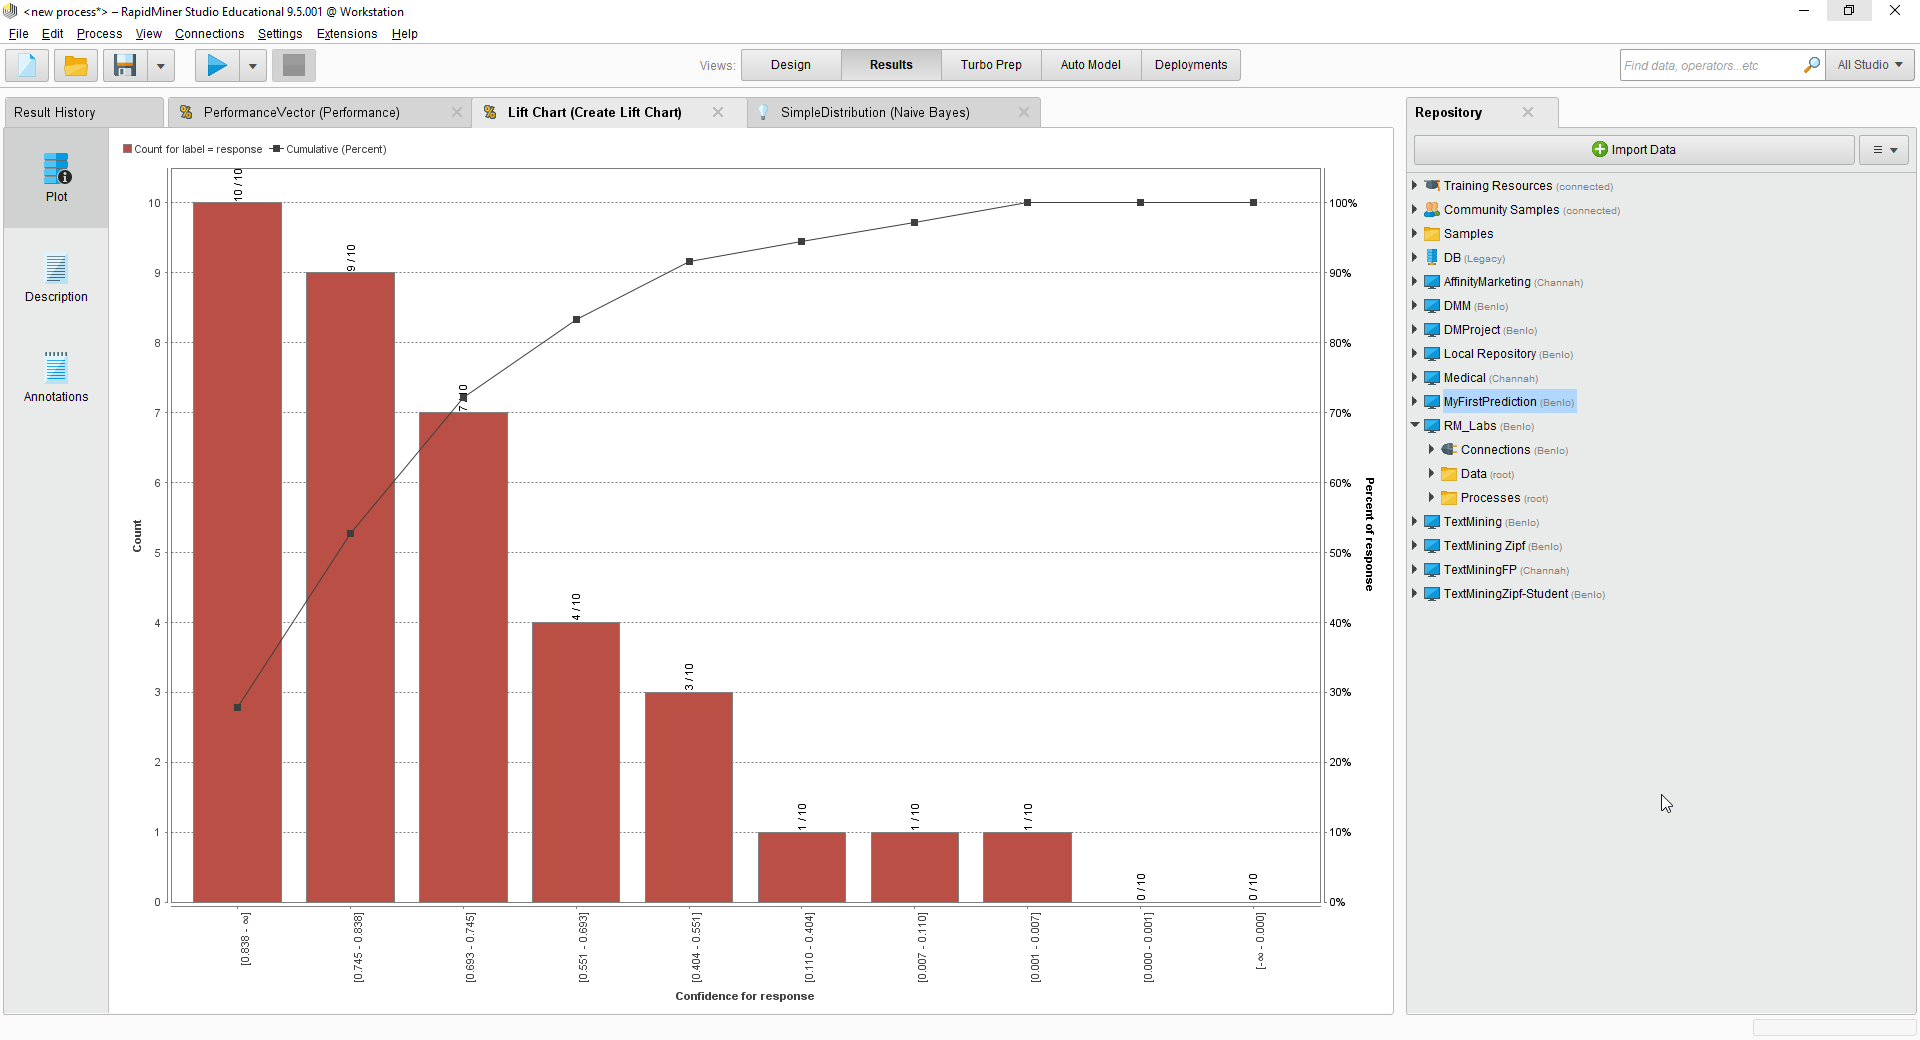 <new process*> – RapidMiner Studio Educational 9.5.001 @ Workstation
File Edit Process View Connections Settings Extensions Help
Views: Design Results Turbo Prep Auto Model Deployments
Find data, operators...etc
All Studio
Result History
PerformanceVector (Performance)
Lift Chart (Create Lift Chart)
SimpleDistribution (Naive Bayes)
Repository
Plot
Description
Annotations
Count for label = response Cumulative (Percent)
10
9
8
7
6
5
4
3
2
1
0
Count
10 / 10
9 / 10
7 / 10
4 / 10
3 / 10
1 / 10
1 / 10
1 / 10
0 / 10
0 / 10
100%
90%
80%
70%
60%
50%
40%
30%
20%
10%
0%
Percent of response
[0.838 - ∞]
[0.745 - 0.838]
[0.693 - 0.745]
[0.551 - 0.693]
[0.404 - 0.551]
[0.110 - 0.404]
[0.007 - 0.110]
[0.001 - 0.007]
[0.000 - 0.001]
[-∞ - 0.000]
Confidence for response
Import Data
Training Resources (connected)
Community Samples (connected)
Samples
DB (Legacy)
AffinityMarketing (Channah)
DMM (Benlo)
DMProject (Benlo)
Local Repository (Benlo)
Medical (Channah)
MyFirstPrediction (Benlo)
RM_Labs (Benlo)
Connections (Benlo)
Data (root)
Processes (root)
TextMining (Benlo)
TextMining Zipf (Benlo)
TextMiningFP (Channah)
TextMiningZipf-Student (Benlo)